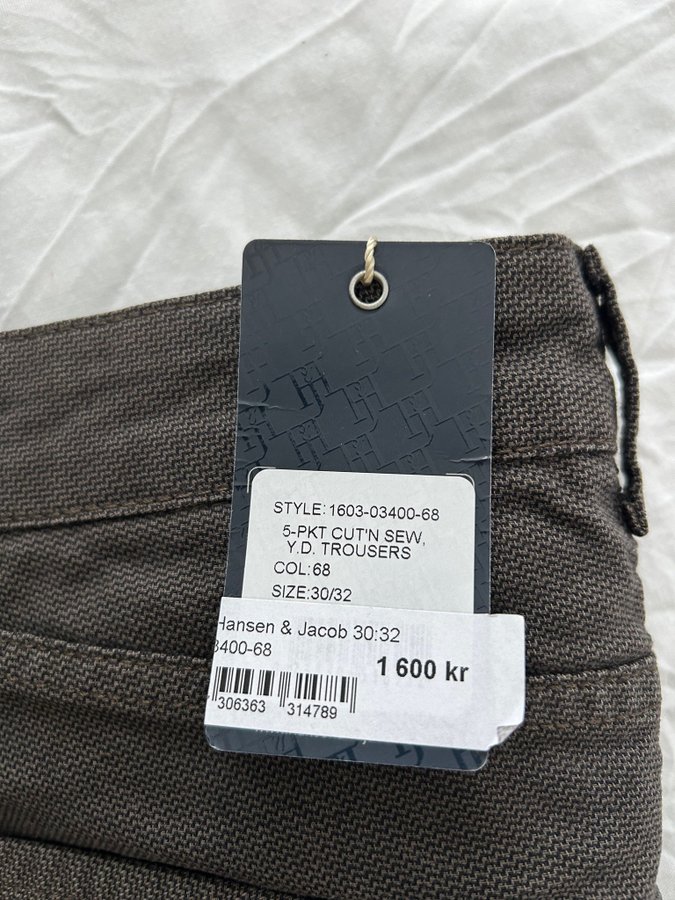 STYLE:1603-03400-68
5-PKT CUT'N SEW,
Y.D. TROUSERS
COL:68
SIZE:30/32
Hansen & Jacob 30:32
3400-68
1 600 kr
306363 314789